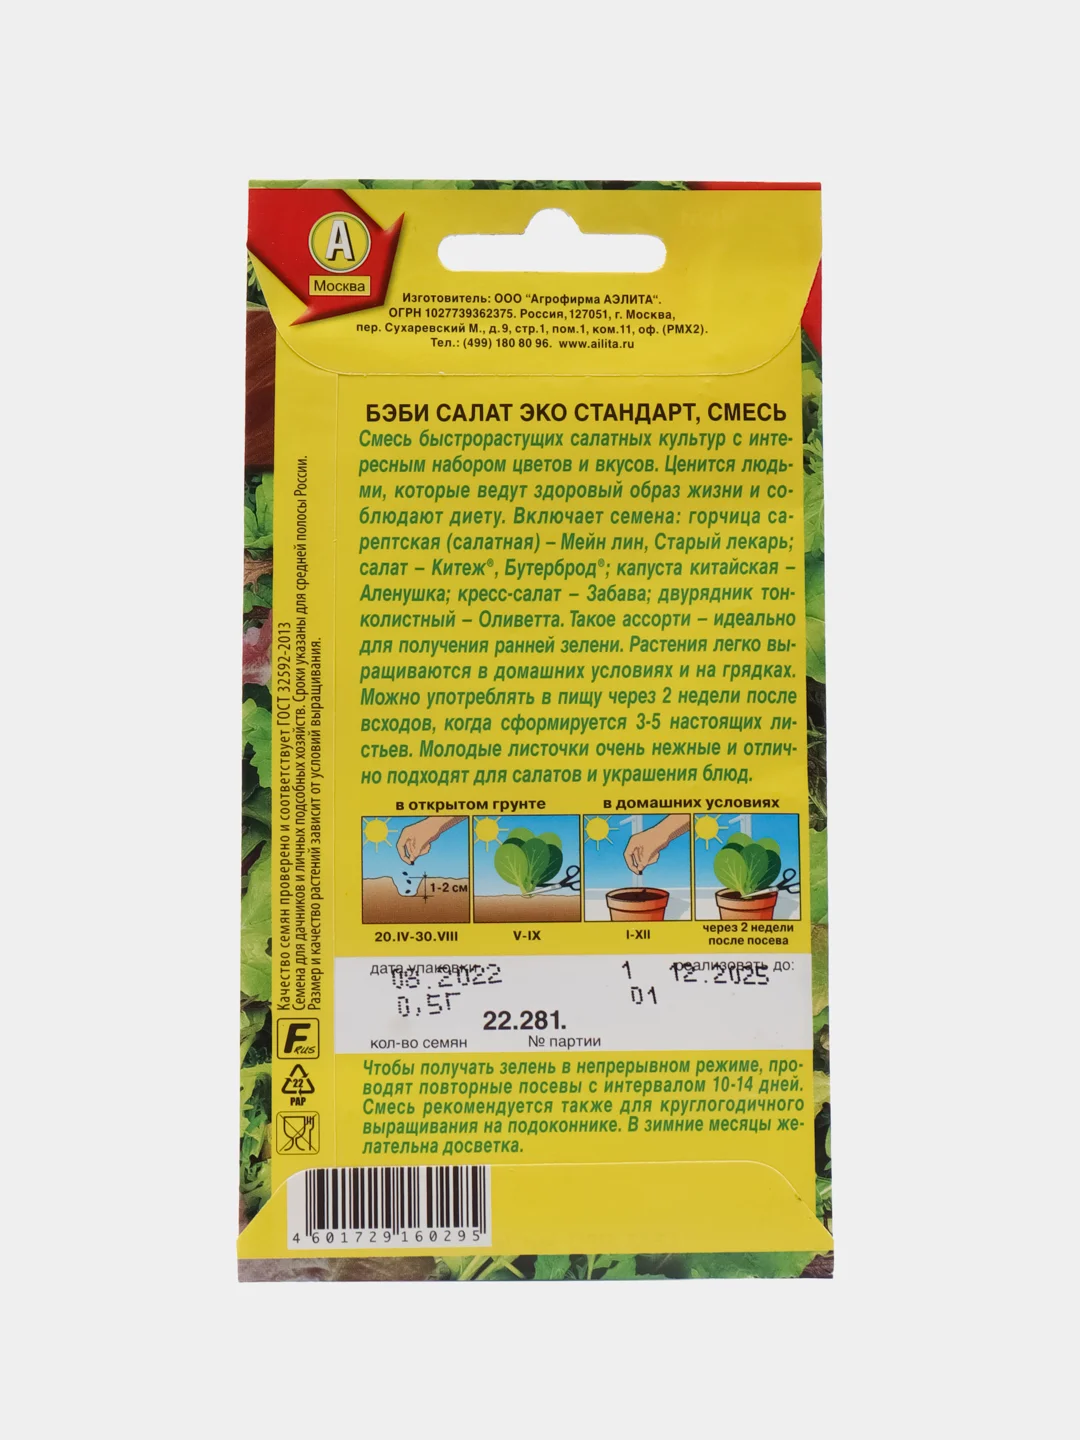 А
Москва
Изготовитель: ООО "Агрофирма АЭЛИТА".
ОГРН 1027739362375. Россия,127051, г. Москва,
пер. Сухаревский М., д.9, стр.1, пом.1, ком.11, оф. (РМХ2).
Тел.: (499) 180 80 96. www.ailita.ru
БЭБИ САЛАТ ЭКО СТАНДАРТ, СМЕСЬ
Смесь быстрорастущих салатных культур с инте-
ресным набором цветов и вкусов. Ценится людь-
ми, которые ведут здоровый образ жизни и со-
блюдают диету. Включает семена: горчица са-
рептская (салатная) – Мейн лин, Старый лекарь;
салат – Китеж®, Бутерброд®; капуста китайская –
Аленушка; кресс-салат – Забава; двурядник тон-
колистный – Оливетта. Такое ассорти – идеально
для получения ранней зелени. Растения легко вы-
ращиваются в домашних условиях и на грядках.
Можно употреблять в пищу через 2 недели после
всходов, когда сформируется 3-5 настоящих ли-
стьев. Молодые листочки очень нежные и отлич-
но подходят для салатов и украшения блюд.
в открытом грунте
в домашних условиях
1-2 см
20.IV-30.VIII
V-IX
I-XII
через 2 недели
после посева
дата упаковки
08.2022
1
реализовать до:
12.2025
0,5г
01
22.281.
кол-во семян
№ партии
Чтобы получать зелень в непрерывном режиме, про-
водят повторные посевы с интервалом 10-14 дней.
Смесь рекомендуется также для круглогодичного
выращивания на подоконнике. В зимние месяцы же-
лательна досветка.
Качество семян проверено и соответствует ГОСТ 32592-2013
Семена для дачников и личных подсобных хозяйств. Сроки указаны для средней полосы России.
Размер и качество растений зависит от условий выращивания.
F RUS
22
PAP
4 601729 160295